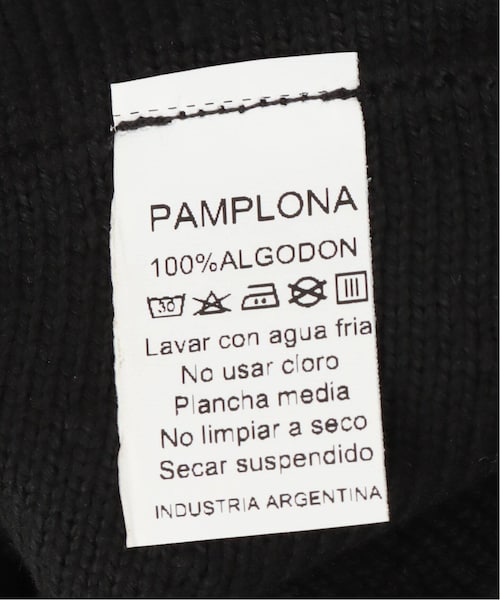 PAMPLONA
100%ALGODON
30
Lavar con agua fria
No usar cloro
Plancha media
No limpiar a seco
Secar suspendido
INDUSTRIA ARGENTINA